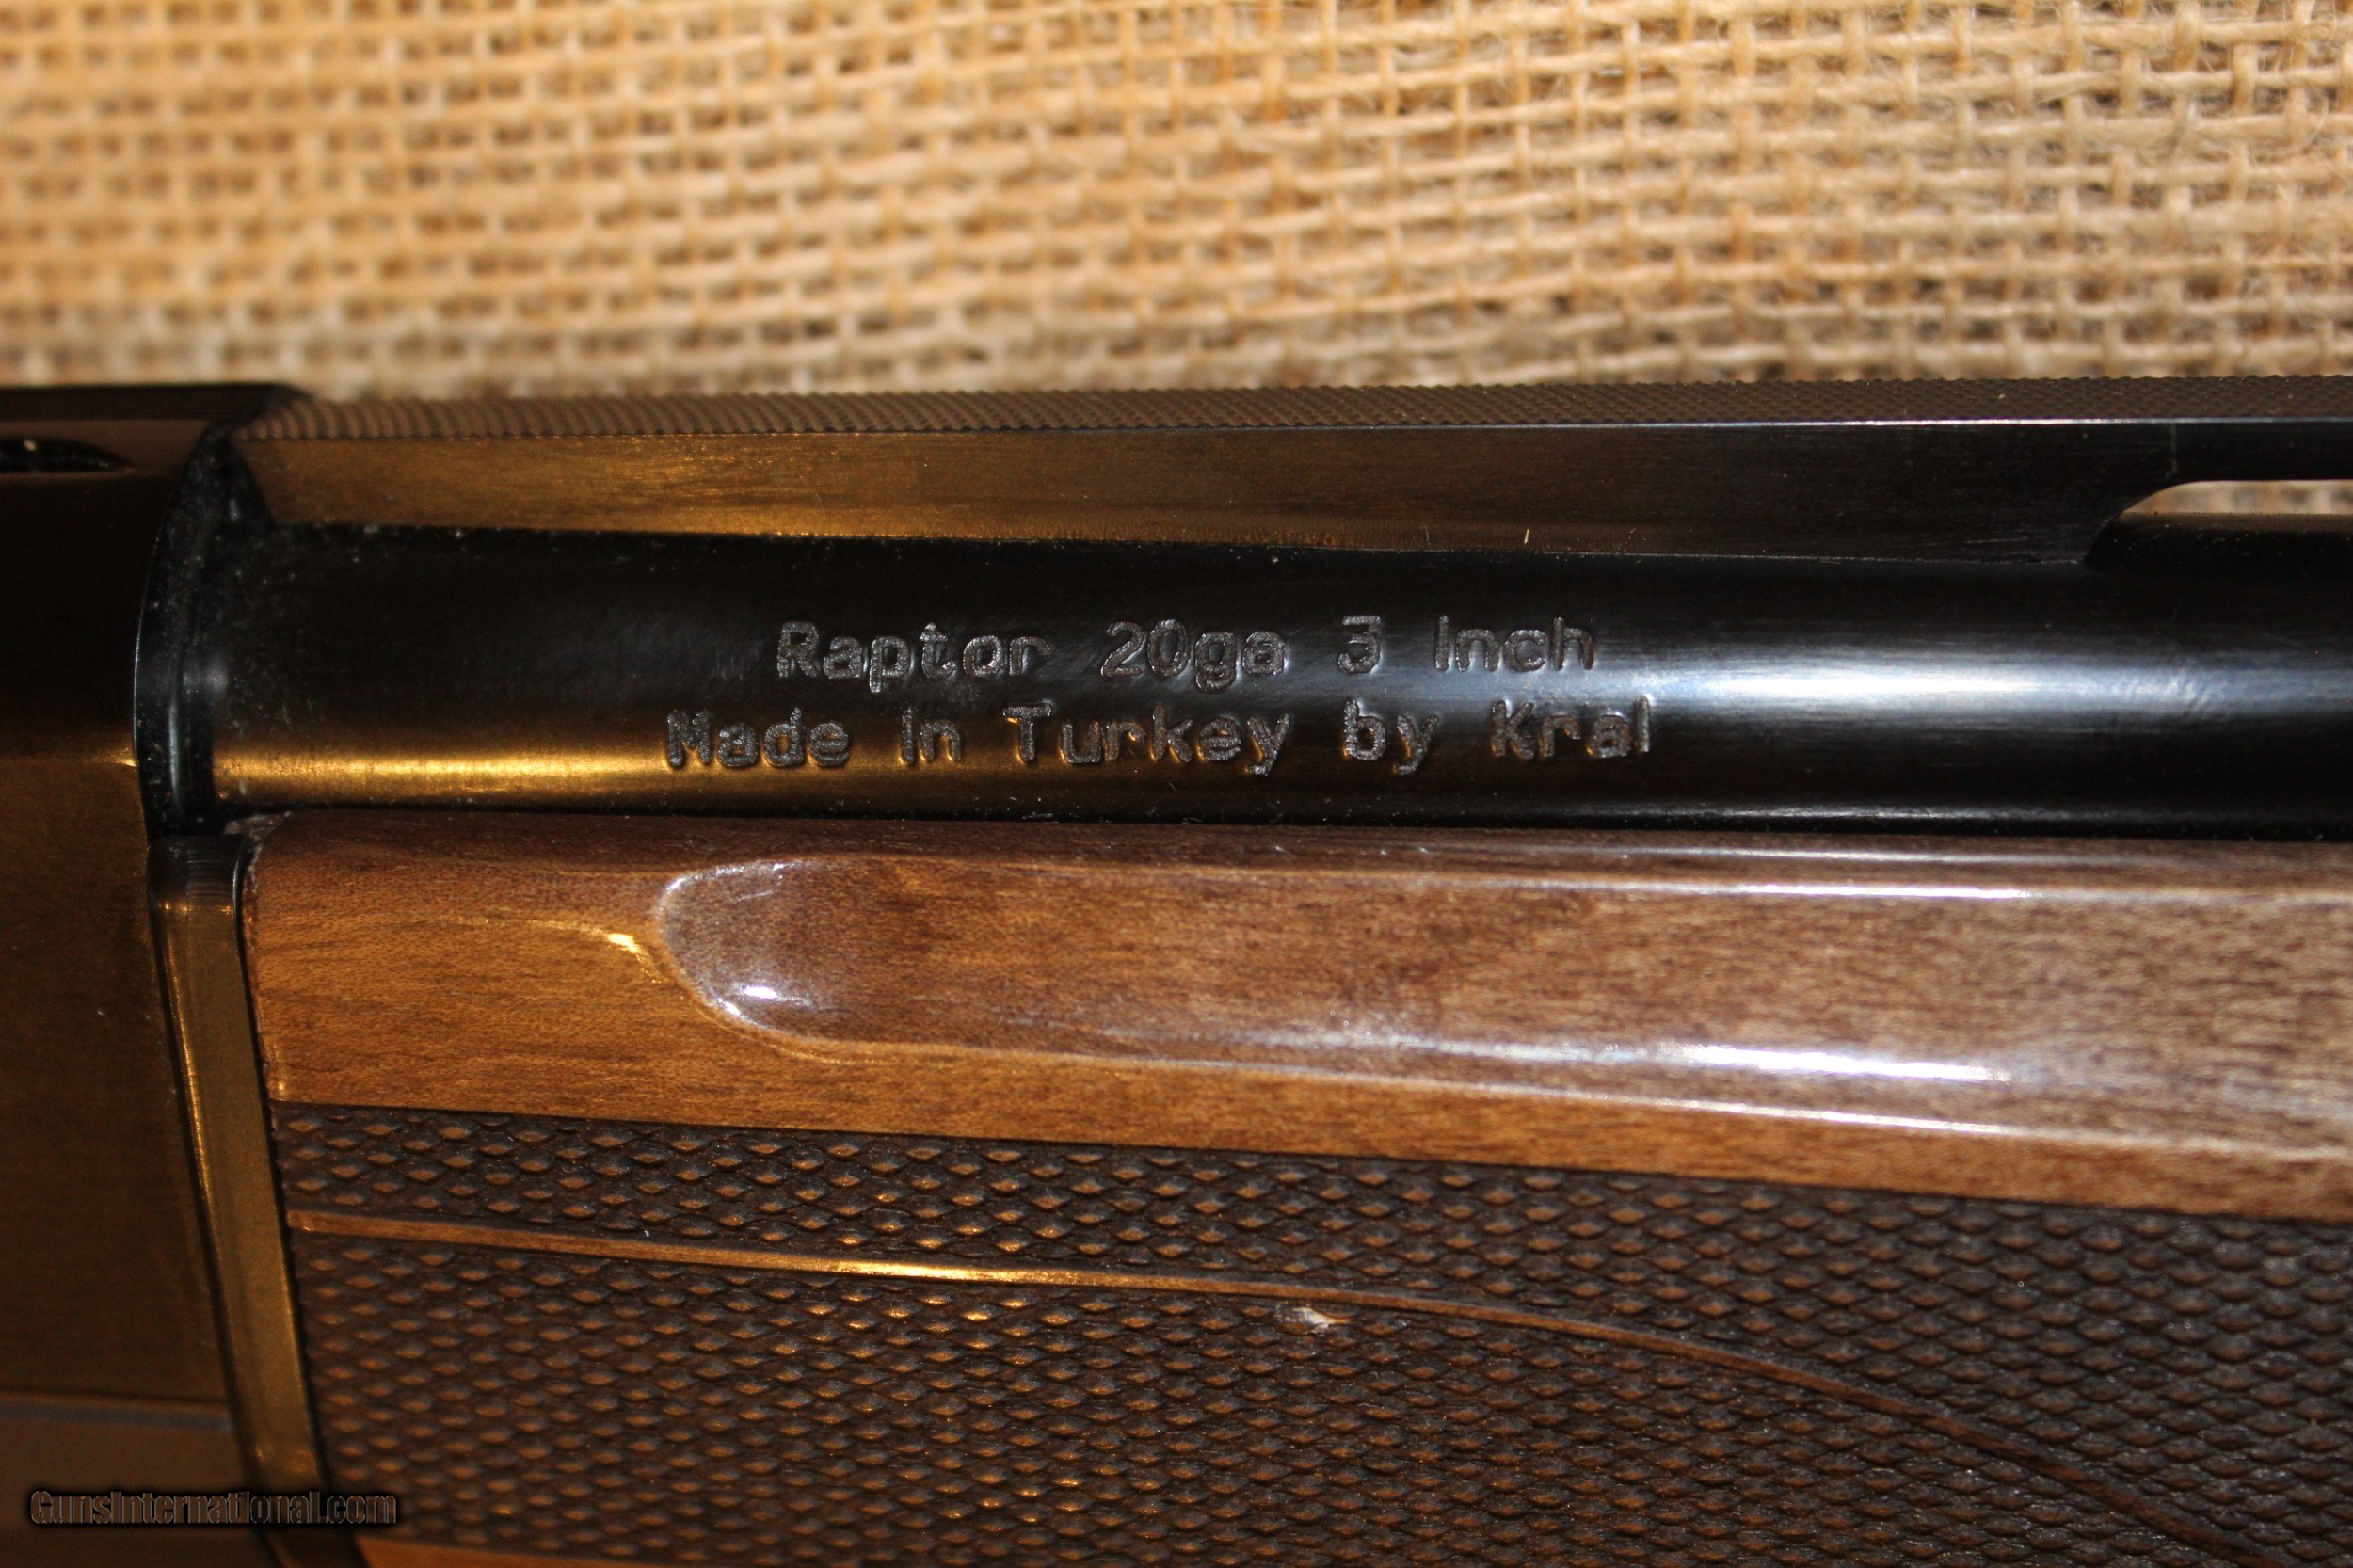 Raptor 20ga 3 Inch
Made in Turkey by Kral
GunsInternational.com